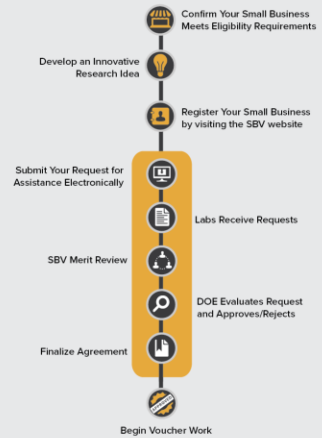 Confirm Your Small Business
Meets Eligibility Requirements
Develop an Innovative
Research Idea
Register Your Small Business
by visiting the SBV website
Submit Your Request for
Assistance Electronically
Labs Receive Requests
SBV Merit Review
DOE Evaluates Request
and Approves/Rejects
Finalize Agreement
Begin Voucher Work